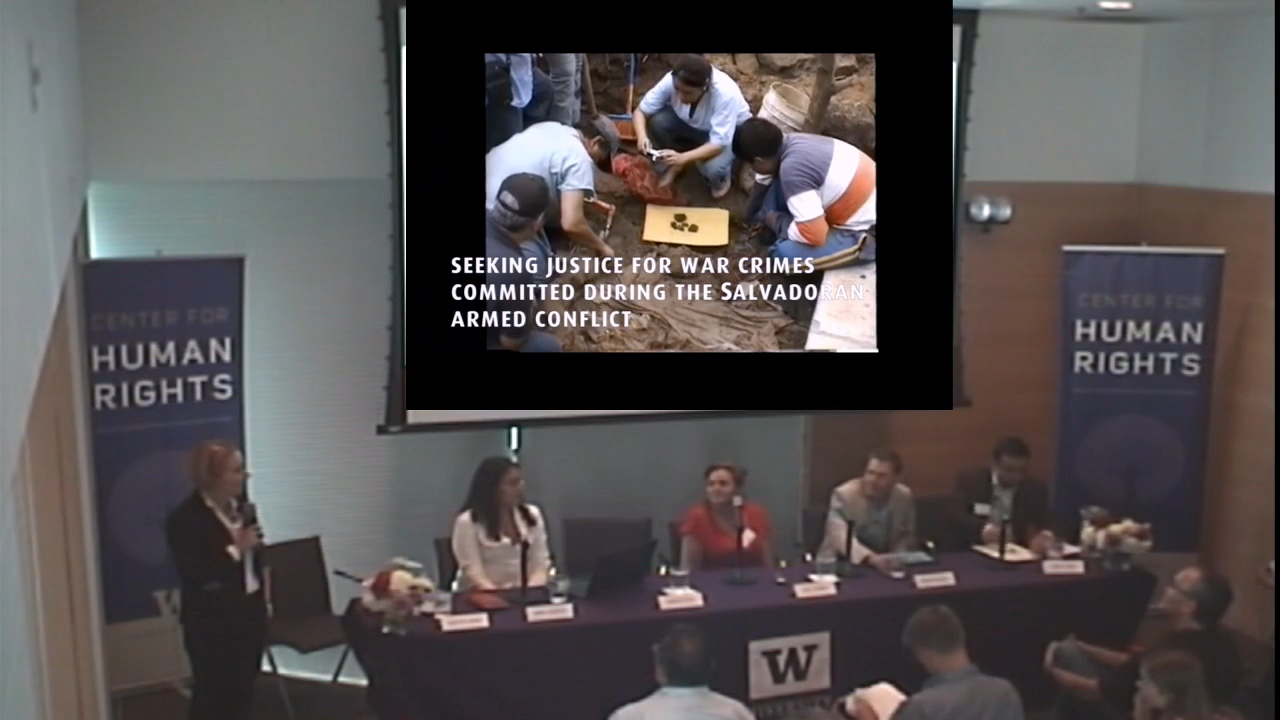 SEEKING JUSTICE FOR WAR CRIMES
COMMITTED DURING THE SALVADORAN
ARMED CONFLICT
CENTER FOR
HUMAN
RIGHTS
CENTER FOR
HUMAN
RIGHTS
W
W